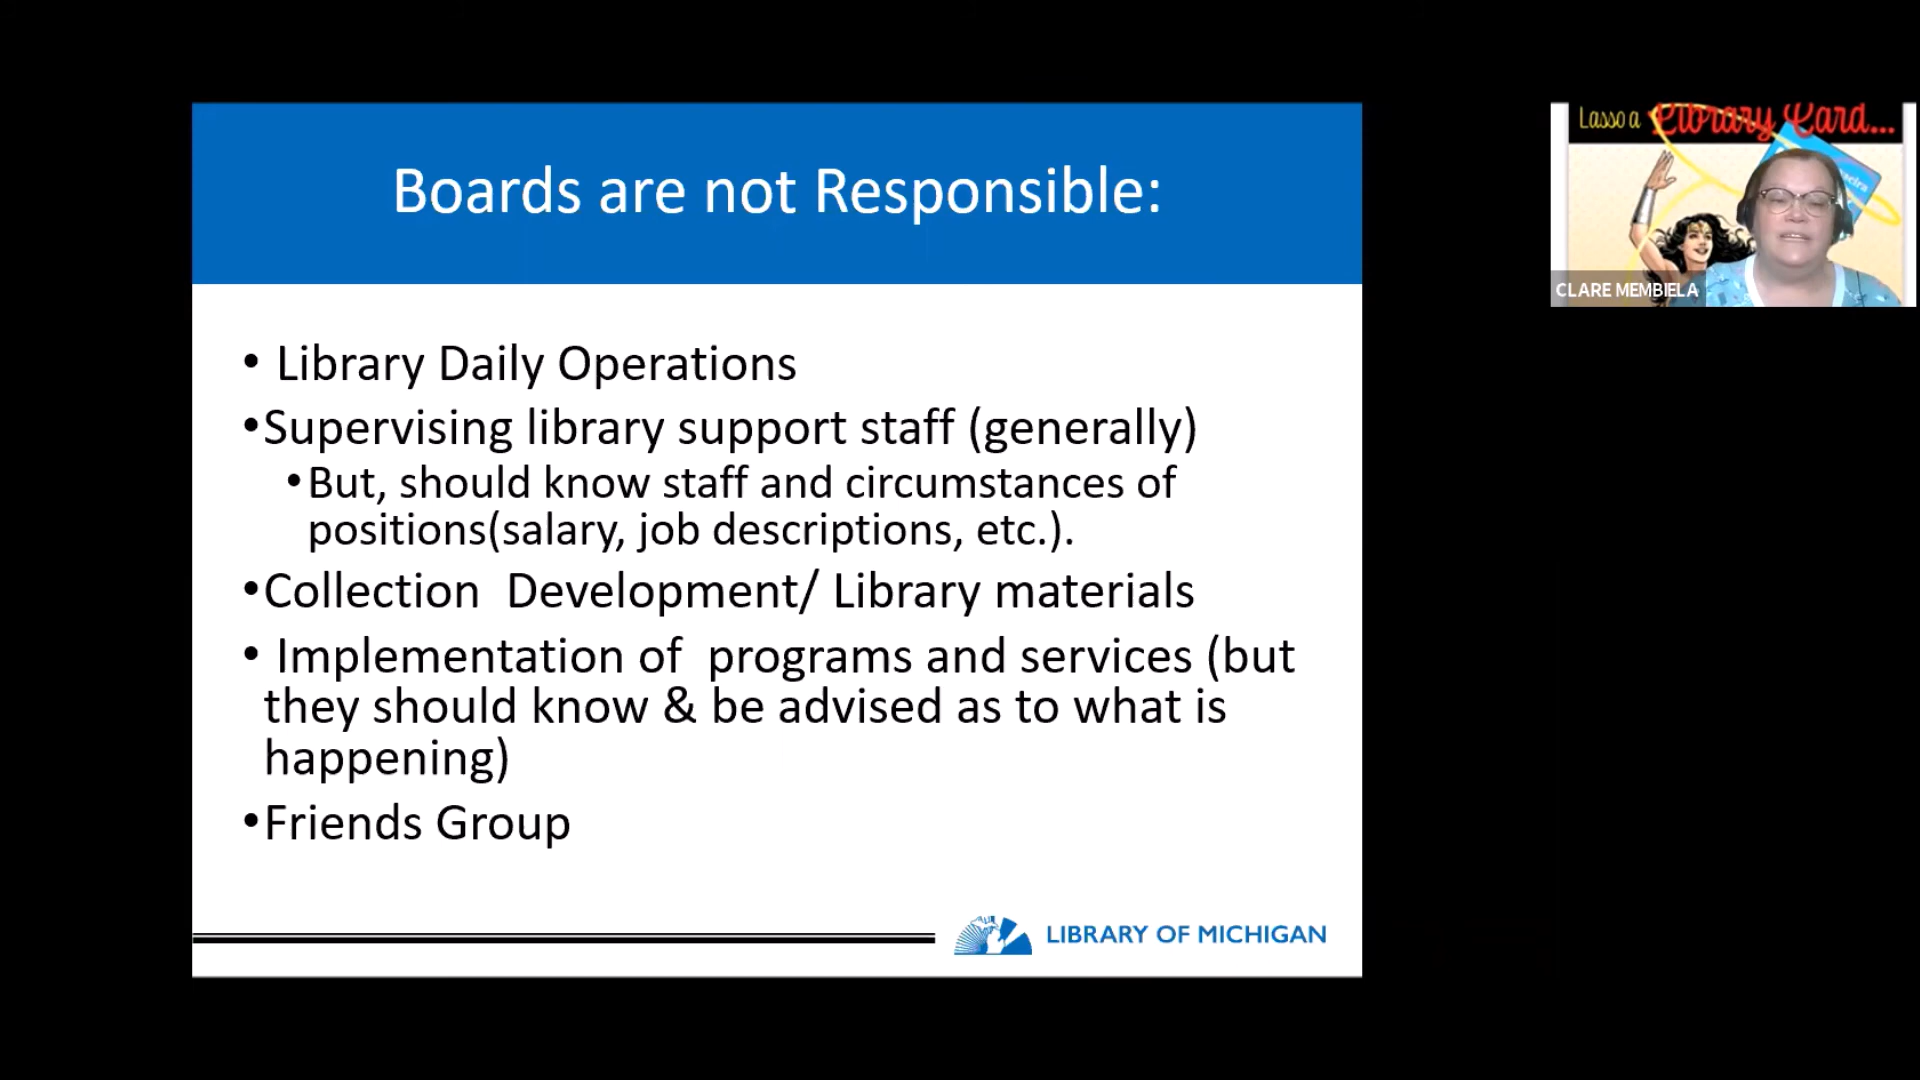 Boards are not Responsible:
• Library Daily Operations
•Supervising library support staff (generally)
•But, should know staff and circumstances of
positions(salary, job descriptions, etc.).
•Collection  Development/ Library materials
• Implementation of  programs and services (but
they should know & be advised as to what is
happening)
•Friends Group
LIBRARY OF MICHIGAN
Lasso a Library Card...
CLARE MEMBIELA